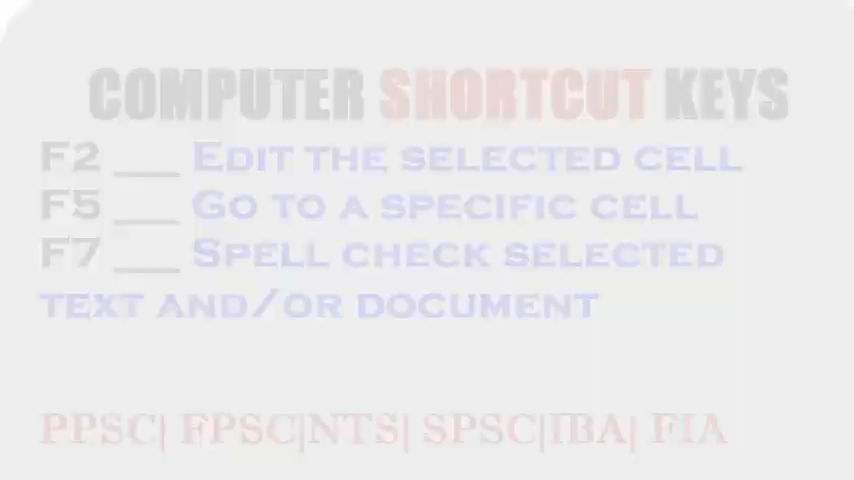 COMPUTER SHORTCUT KEYS
F2 ___ Edit the selected cell
F5 ___ Go to a specific cell
F7 ___ Spell check selected
text and/or document
PPSC| FPSC|NTS| SPSC|IBA| FIA